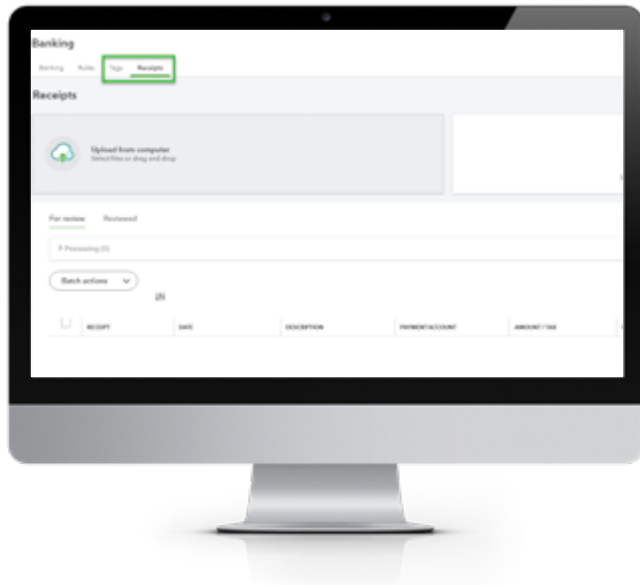 Banking
Banking Rules Tags Receipts
Receipts
Upload from computer
Select files or drag and drop
For review Reviewed
Processing (0)
Batch actions
RECEIPT DATE DESCRIPTION PAYMENT ACCOUNT AMOUNT / TAX